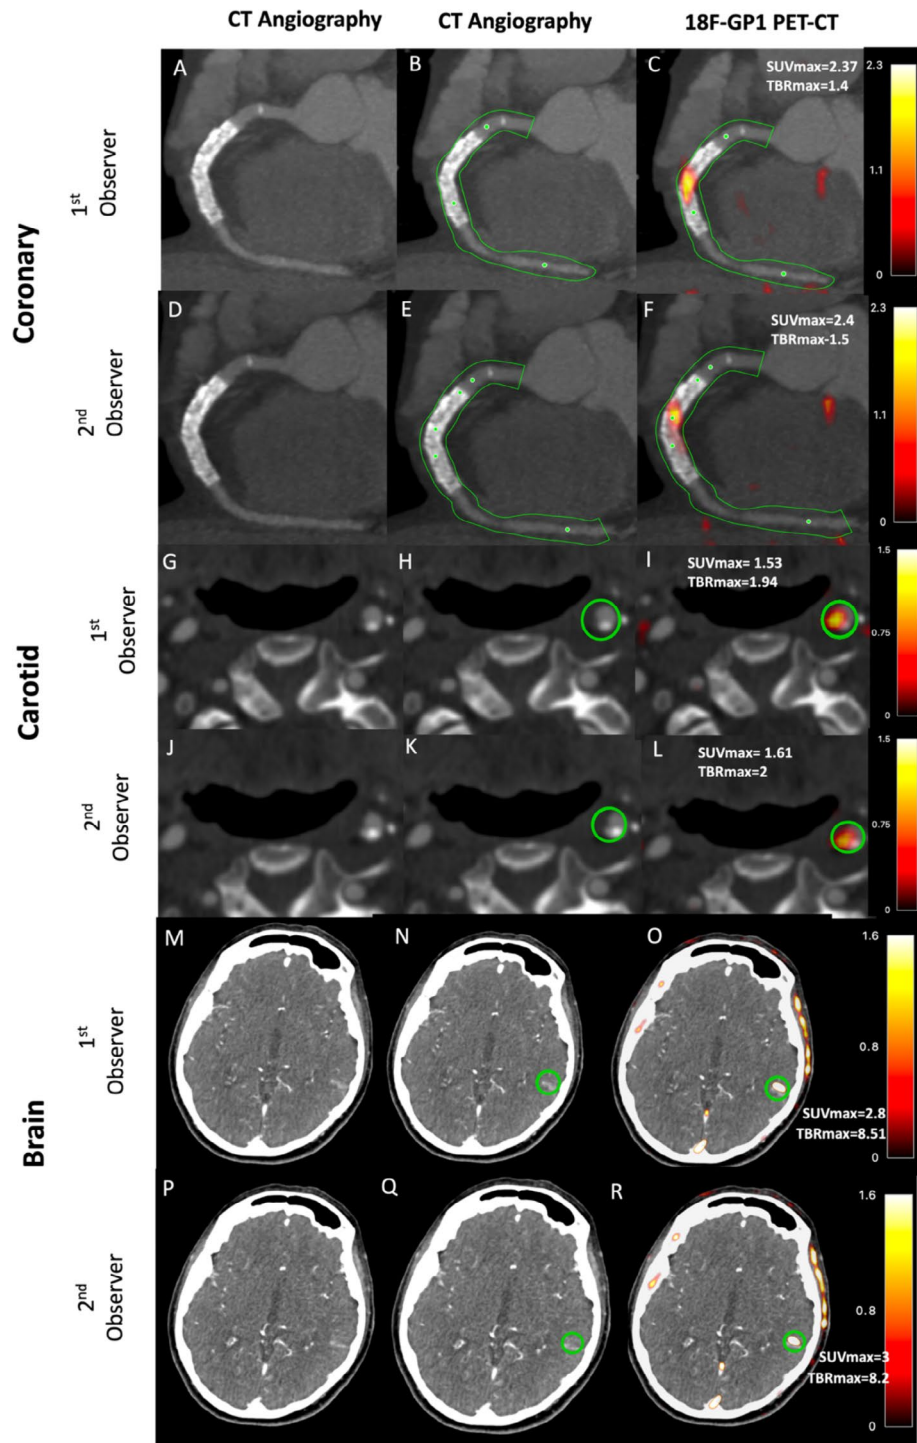 CT Angiography
CT Angiography
18F-GP1 PET-CT
Coronary
1st
Observer
A
B
C
SUVmax=2.37
TBRmax=1.4
2.3
1.1
0
2nd
Observer
D
E
F
SUVmax=2.4
TBRmax-1.5
2.3
1.1
0
Carotid
1st
Observer
G
H
I
SUVmax= 1.53
TBRmax=1.94
1.5
0.75
0
2nd
Observer
J
K
L
SUVmax= 1.61
TBRmax=2
1.5
0.75
0
Brain
1st
Observer
M
N
O
SUVmax=2.8
TBRmax=8.51
1.6
0.8
0
2nd
Observer
P
Q
R
SUVmax=3
TBRmax=8.2
1.6
0.8
0